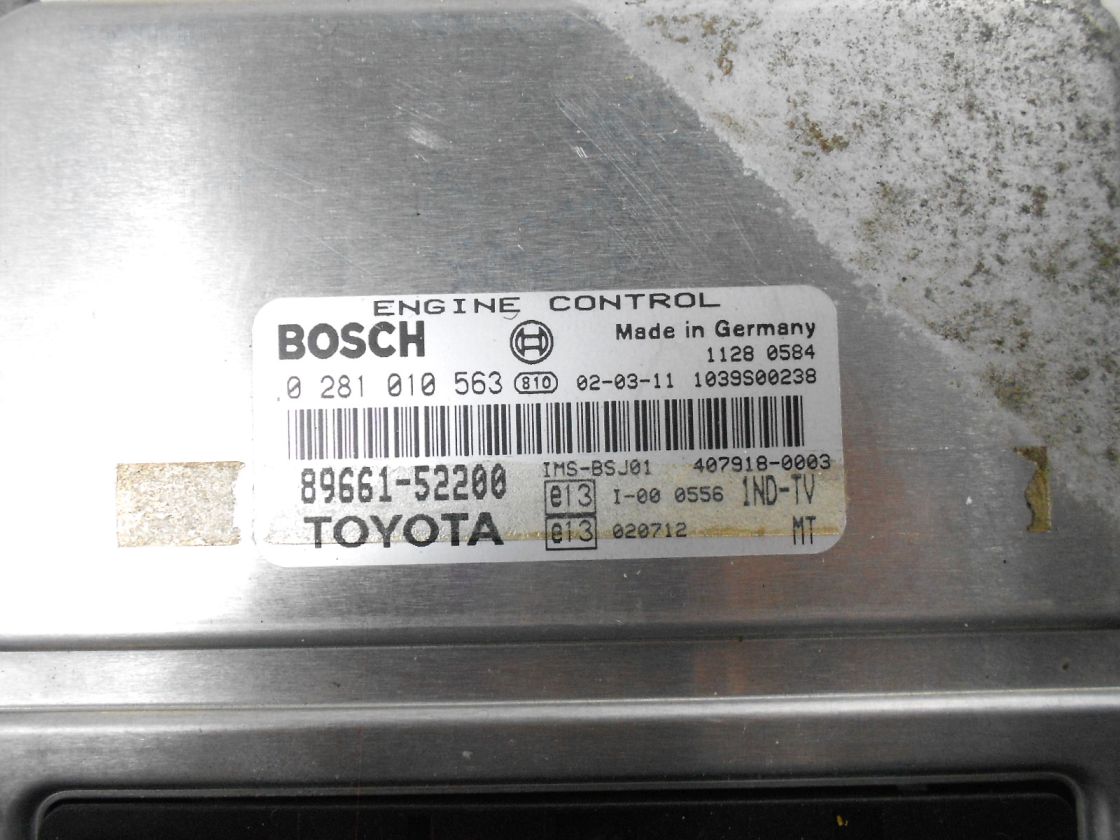 ENGINE CONTROL
BOSCH Made in Germany
1128 0584
0 281 010 563 810 02-03-11 1039S00238
IMS-BSJ01 407918-0003
89661-52200 e13 I-00 0556 1ND-TV
TOYOTA e13 020712 MT